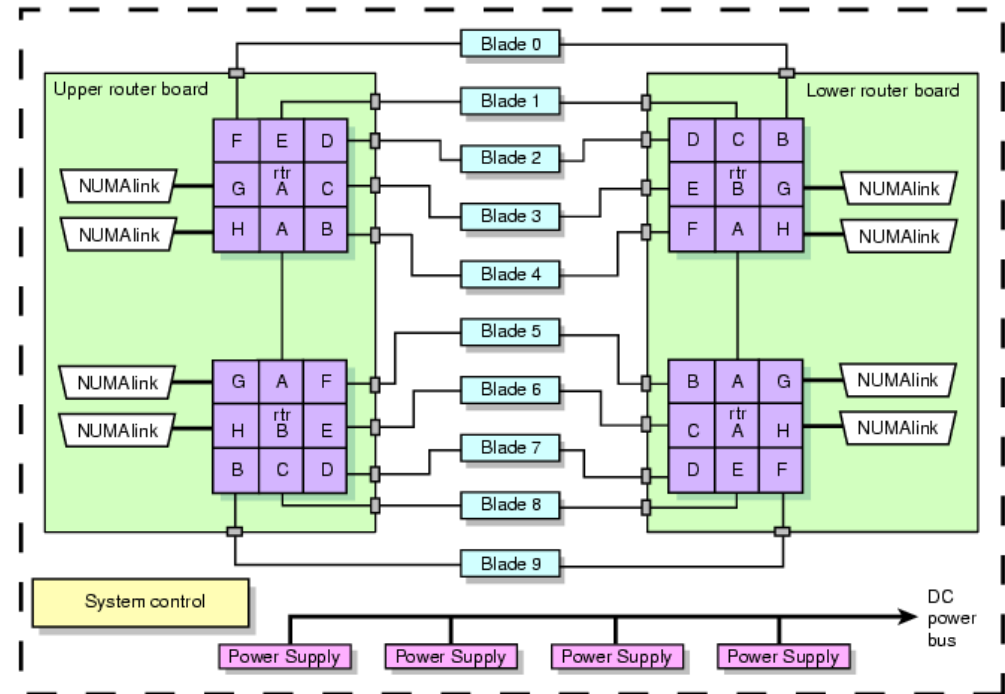 Blade 0
Upper router board
Lower router board
Blade 1
F E D
D C B
Blade 2
NUMAlink
G rtr A C
Blade 3
E rtr B G
NUMAlink
NUMAlink
H A B
F A H
NUMAlink
Blade 4
Blade 5
NUMAlink
G A F
B A G
NUMAlink
Blade 6
NUMAlink
H rtr B E
C rtr A H
NUMAlink
Blade 7
B C D
D E F
Blade 8
Blade 9
System control
DC
power
bus
Power Supply
Power Supply
Power Supply
Power Supply